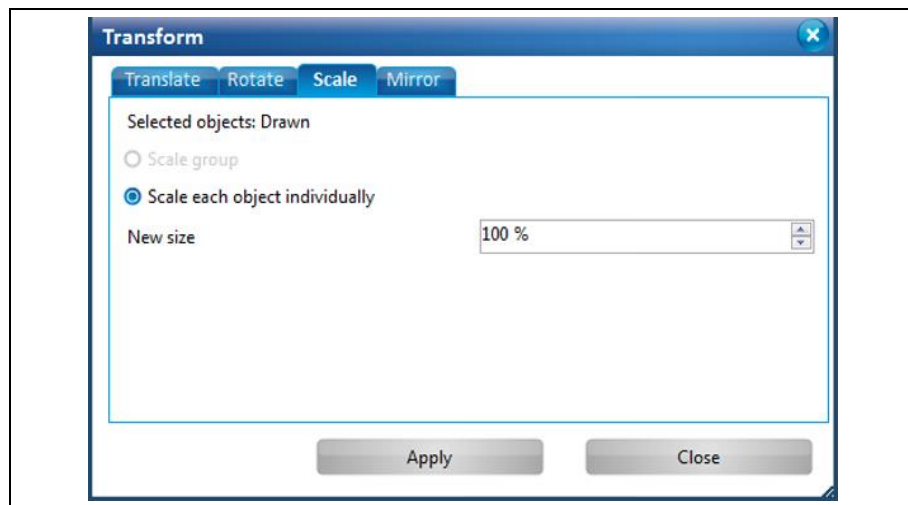 Transform
Translate Rotate Scale Mirror
Selected objects: Drawn
Scale group
Scale each object individually
New size 100 %
Apply Close